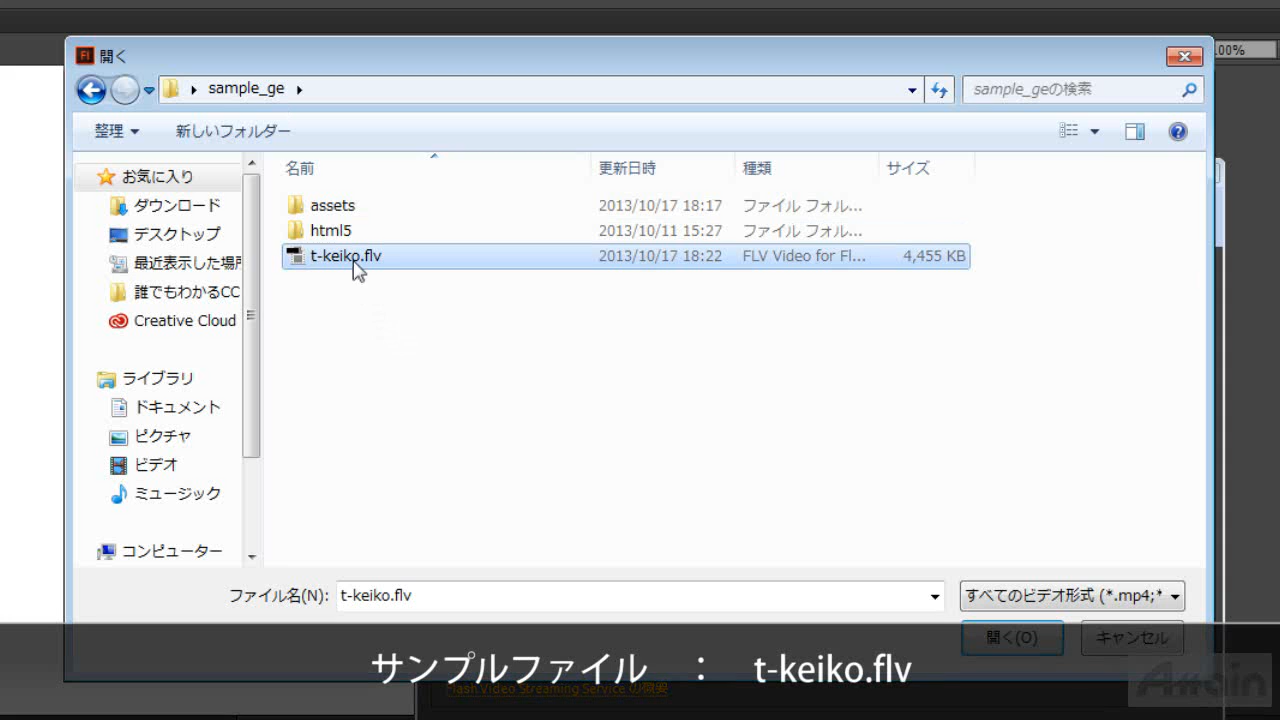 Fl 開く
00%
sample_ge
sample_geの検索
整理 新しいフォルダー
名前 更新日時 種類 サイズ
お気に入り
ダウンロード
デスクトップ
最近表示した場所
誰でもわかるCC
Creative Cloud
ライブラリ
ドキュメント
ピクチャ
ビデオ
ミュージック
コンピューター
assets 2013/10/17 18:17 ファイル フォル...
html5 2013/10/11 15:27 ファイル フォル...
t-keiko.flv 2013/10/17 18:22 FLV Video for Fl... 4,455 KB
ファイル名(N): t-keiko.flv すべてのビデオ形式 (*.mp4;*
開く(O) キャンセル
サンプルファイル ： t-keiko.flv
Flash Video Streaming Service の概要
Attain